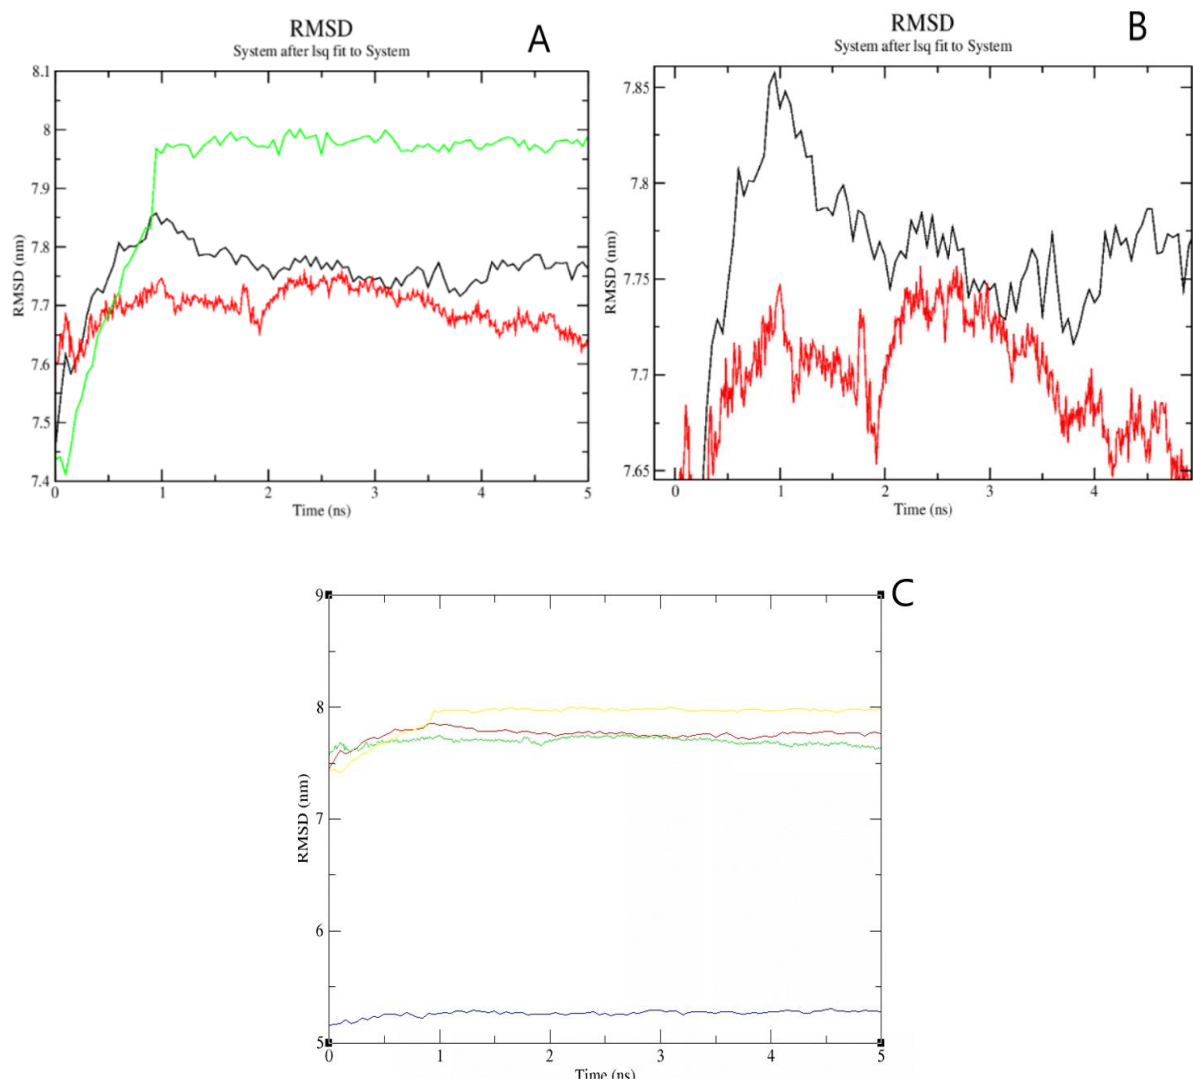 RMSD
System after lsq fit to System
A
8.1
8
7.9
7.8
7.7
7.6
7.5
7.4
RMSD (nm)
0 1 2 3 4 5
Time (ns)
RMSD
System after lsq fit to System
B
7.85
7.8
7.75
7.7
7.65
RMSD (nm)
0 1 2 3 4
Time (ns)
C
9
8
7
6
5
RMSD (nm)
0 1 2 3 4 5
Time (ns)